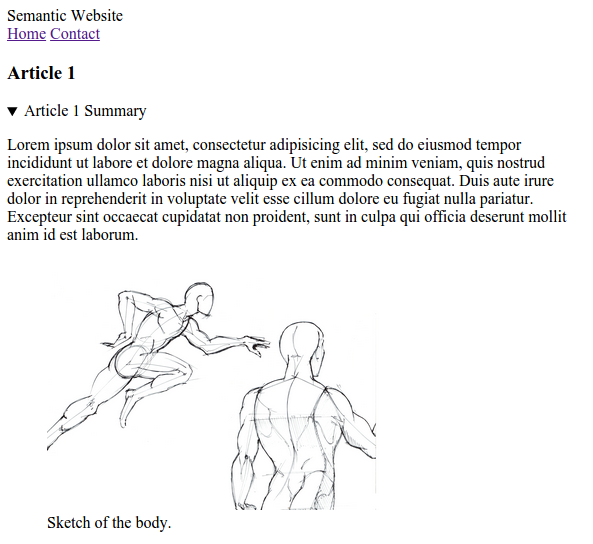 Semantic Website
Home Contact
Article 1
Article 1 Summary
Lorem ipsum dolor sit amet, consectetur adipisicing elit, sed do eiusmod tempor
incididunt ut labore et dolore magna aliqua. Ut enim ad minim veniam, quis nostrud
exercitation ullamco laboris nisi ut aliquip ex ea commodo consequat. Duis aute irure
dolor in reprehenderit in voluptate velit esse cillum dolore eu fugiat nulla pariatur.
Excepteur sint occaecat cupidatat non proident, sunt in culpa qui officia deserunt mollit
anim id est laborum.
Sketch of the body.